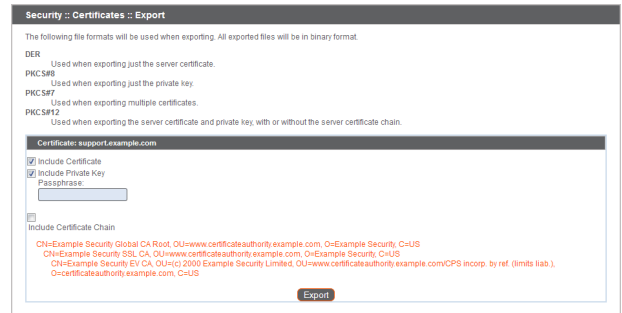 Security :: Certificates :: Export
The following file formats will be used when exporting. All exported files will be in binary format.
DER
Used when exporting just the server certificate.
PKCS#8
Used when exporting just the private key.
PKCS#7
Used when exporting multiple certificates.
PKCS#12
Used when exporting the server certificate and private key, with or without the server certificate chain.
Certificate: support.example.com
Include Certificate
Include Private Key
Passphrase:
Include Certificate Chain
CN=Example Security Global CA Root, OU=www.certificateauthority.example.com, O=Example Security, C=US
CN=Example Security SSL CA, OU=www.certificateauthority.example.com, O=Example Security, C=US
CN=Example Security EV CA, OU=(c) 2000 Example Security Limited, OU=www.certificateauthority.example.com/CPS incorp. by ref. (limits liab.),
O=certificateauthority.example.com, C=US
Export